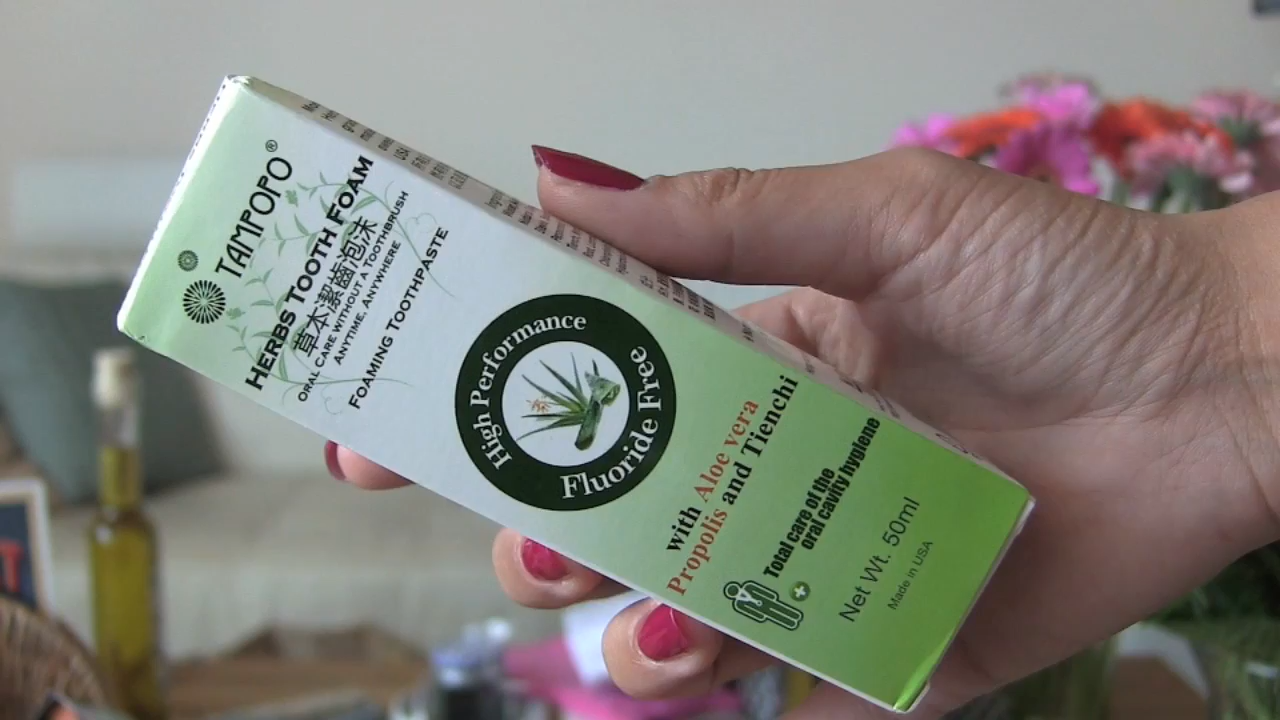 TAMPOPO®
HERBS TOOTH FOAM
草本潔齒泡沫
ORAL CARE WITHOUT A TOOTHBRUSH
ANYTIME, ANYWHERE
FOAMING TOOTHPASTE
High Performance
Fluoride Free
with Aloe vera
Propolis and Tienchi
Total care of the
oral cavity hygiene
Net Wt. 50ml
Made in USA
T